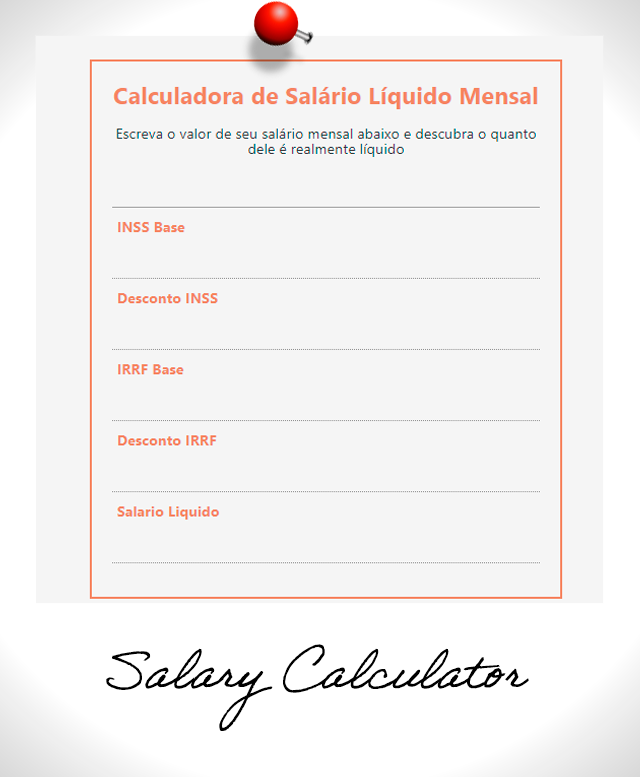 Calculadora de Salário Líquido Mensal
Escreva o valor de seu salário mensal abaixo e descubra o quanto
dele é realmente líquido
INSS Base
Desconto INSS
IRRF Base
Desconto IRRF
Salario Liquido
Salary Calculator